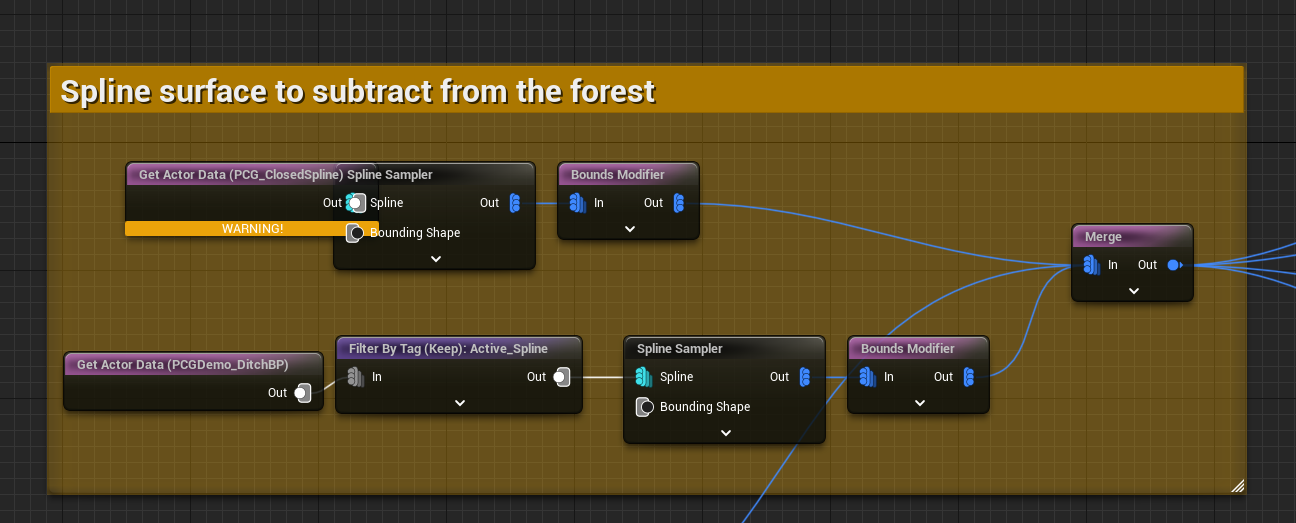 Spline surface to subtract from the forest
Get Actor Data (PCG_ClosedSpline)
Out
WARNING!
Spline Sampler
Spline
Out
Bounding Shape
Bounds Modifier
In
Out
Merge
In
Out
Get Actor Data (PCGDemo_DitchBP)
Out
Filter By Tag (Keep): Active_Spline
In
Out
Spline Sampler
Spline
Out
Bounding Shape
Bounds Modifier
In
Out